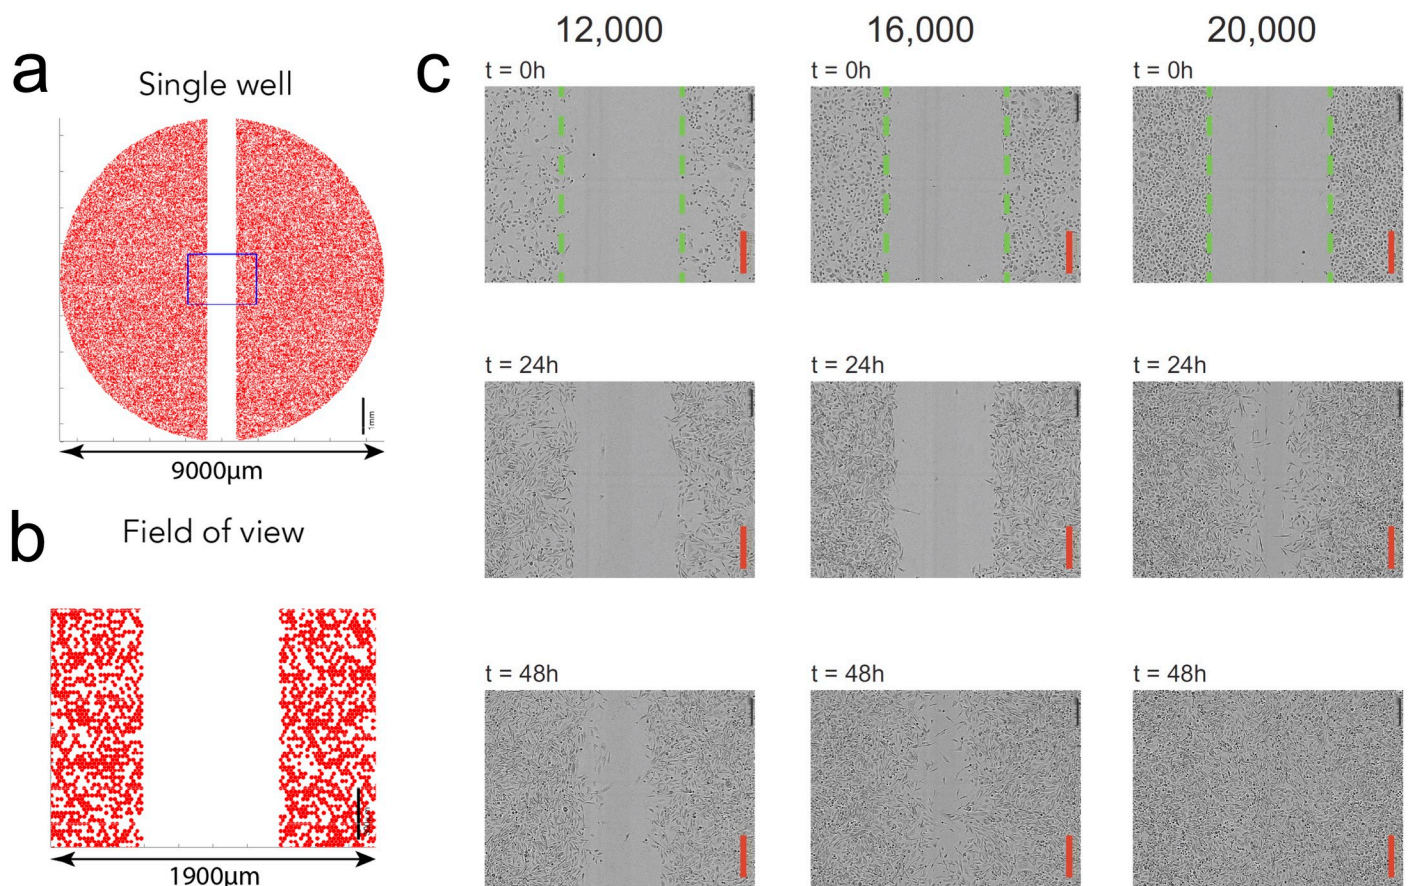 a
Single well
1mm
9000µm
b
Field of view
1900µm
c
12,000
16,000
20,000
t = 0h
t = 0h
t = 0h
t = 24h
t = 24h
t = 24h
t = 48h
t = 48h
t = 48h